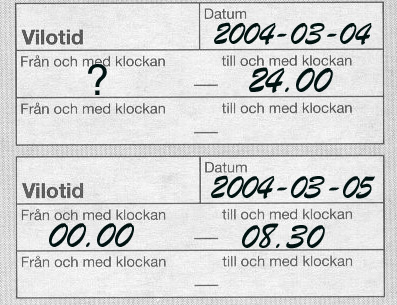 Datum
Vilotid 2004-03-04
Från och med klockan till och med klockan
? — 24.00
Från och med klockan till och med klockan
—
Datum
Vilotid 2004-03-05
Från och med klockan till och med klockan
00.00 — 08.30
Från och med klockan till och med klockan
—